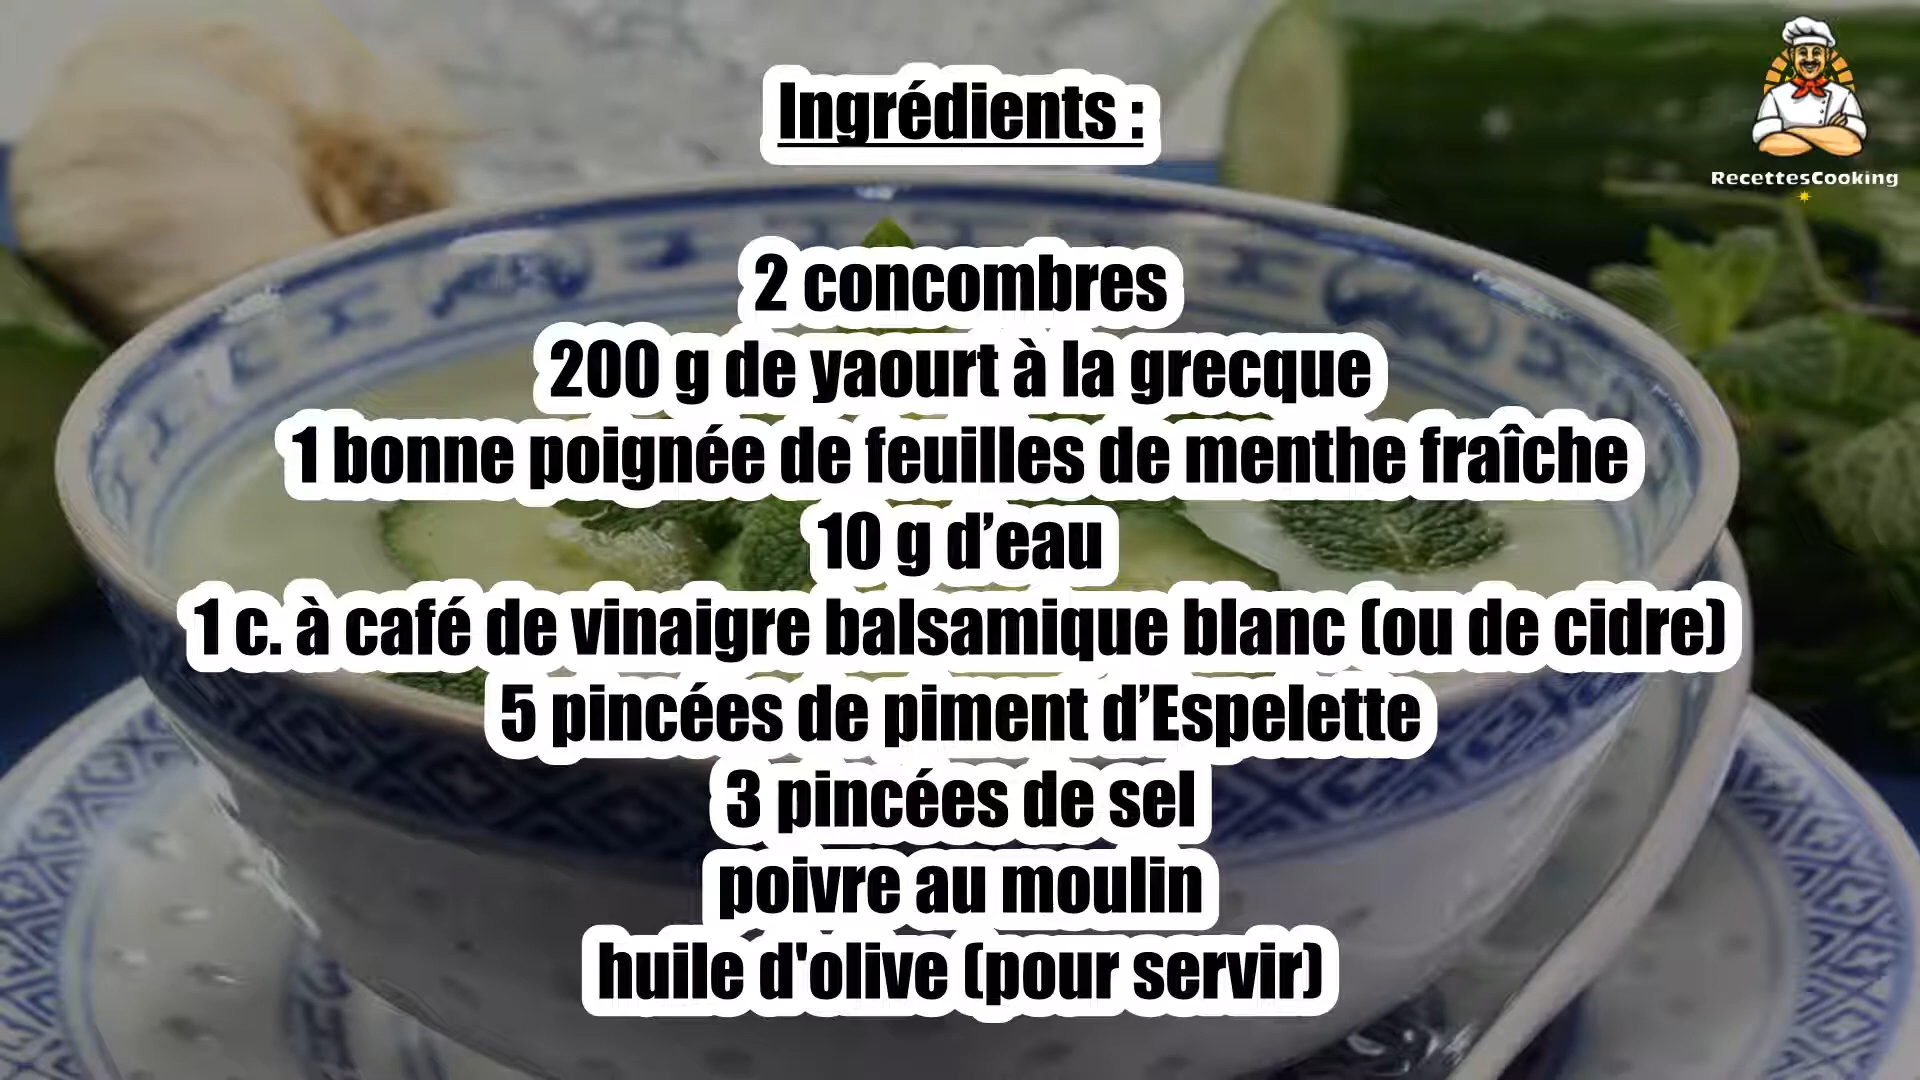 Ingrédients :
RecettesCooking
2 concombres
200 g de yaourt à la grecque
1 bonne poignée de feuilles de menthe fraîche
10 g d’eau
1 c. à café de vinaigre balsamique blanc (ou de cidre)
5 pincées de piment d’Espelette
3 pincées de sel
poivre au moulin
huile d'olive (pour servir)